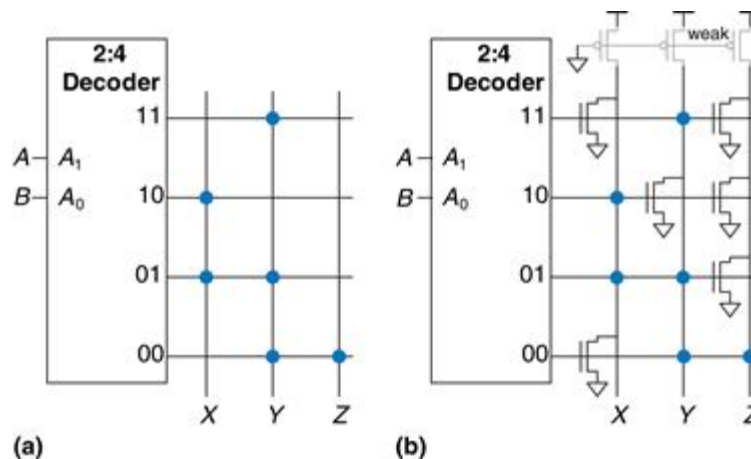 2:4
Decoder
11
A A₁
10
B A₀
01
00
X Y Z
(a)
weak
2:4
Decoder
11
A A₁
10
B A₀
01
00
X Y Z
(b)